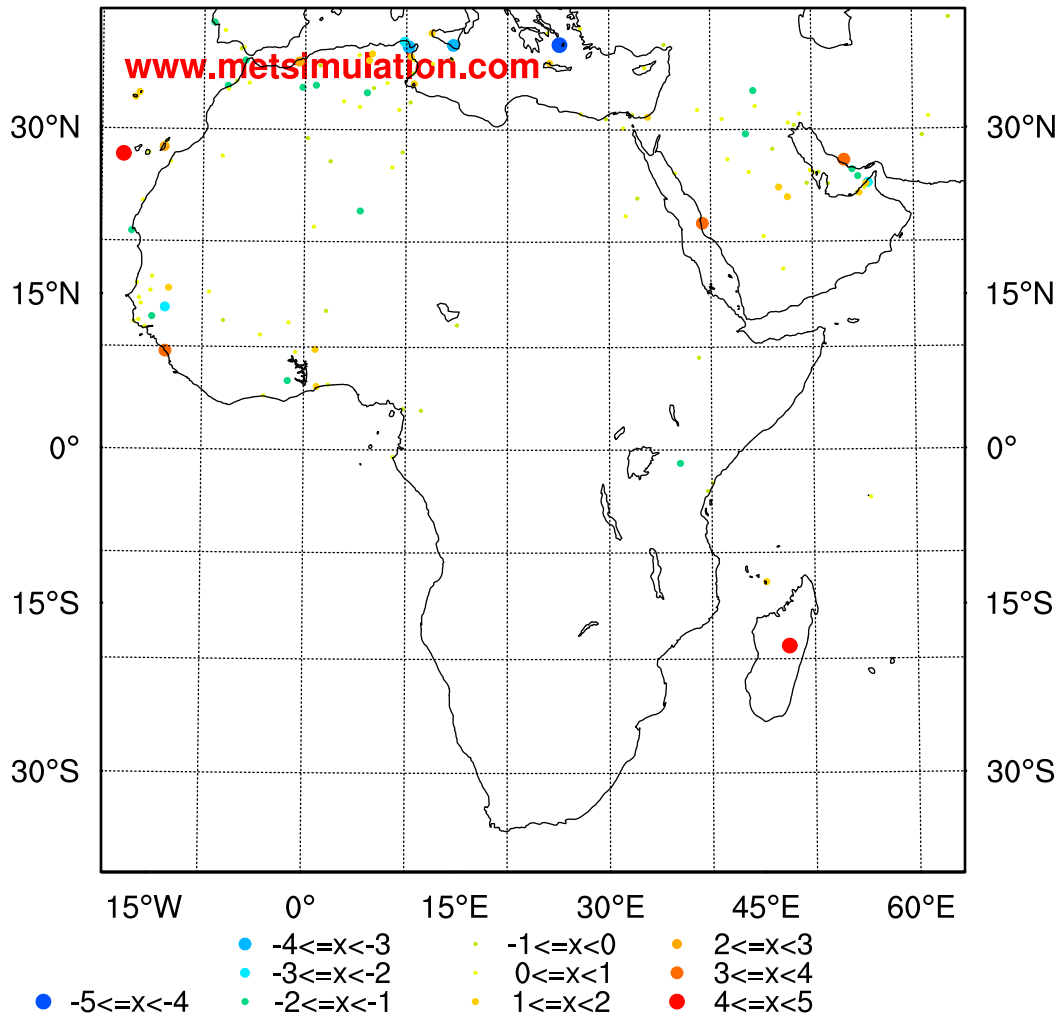 www.metsimulation.com
30°N 30°N
15°N 15°N
0° 0°
15°S 15°S
30°S 30°S
15°W 0° 15°E 30°E 45°E 60°E
-4<=x<-3 -1<=x<0 2<=x<3
-3<=x<-2 0<=x<1 3<=x<4
-5<=x<-4 -2<=x<-1 1<=x<2 4<=x<5